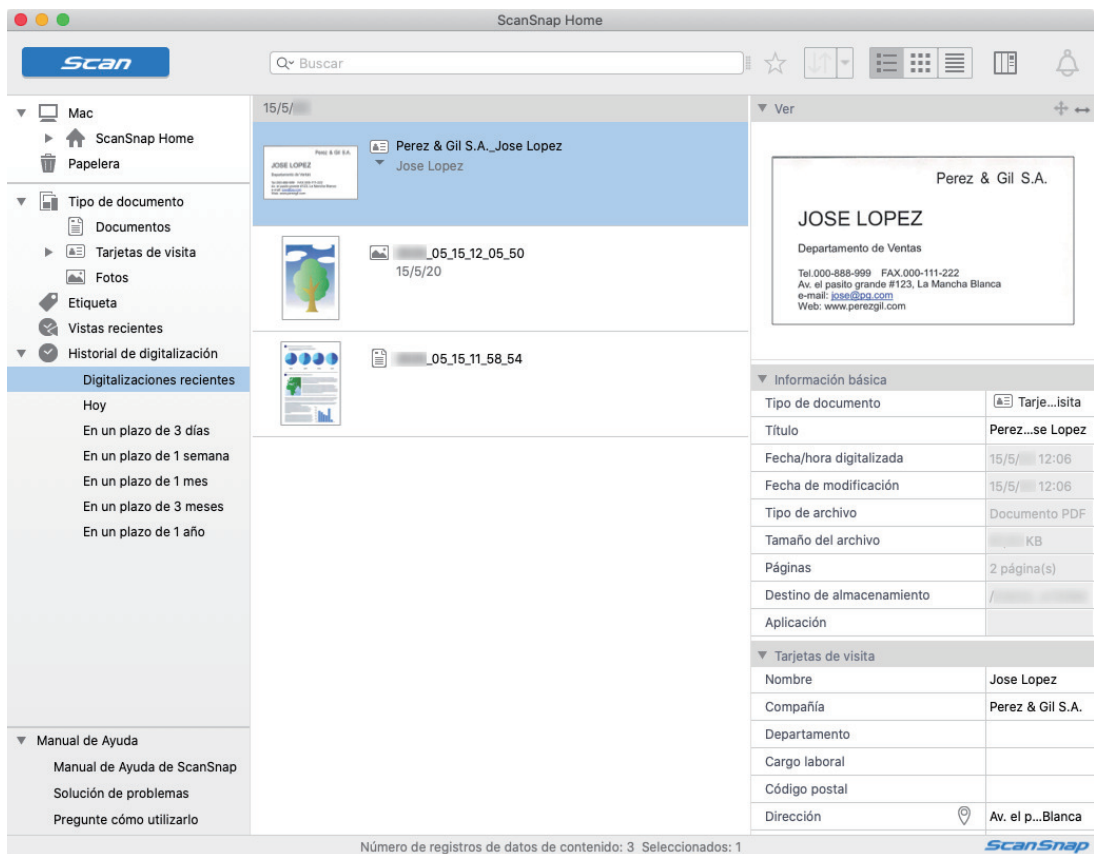 ScanSnap Home
Scan
Buscar
Mac
ScanSnap Home
Papelera
Tipo de documento
Documentos
Tarjetas de visita
Fotos
Etiqueta
Vistas recientes
Historial de digitalización
Digitalizaciones recientes
Hoy
En un plazo de 3 días
En un plazo de 1 semana
En un plazo de 1 mes
En un plazo de 3 meses
En un plazo de 1 año
Manual de Ayuda
Manual de Ayuda de ScanSnap
Solución de problemas
Pregunte cómo utilizarlo
15/5/
Perez & Gil S.A.
JOSE LOPEZ
Departamento de Ventas
Perez & Gil S.A._Jose Lopez
Jose Lopez
_05_15_12_05_50
15/5/20
_05_15_11_58_54
Ver
Perez & Gil S.A.
JOSE LOPEZ
Departamento de Ventas
Tel.000-888-999 FAX.000-111-222
Av. el pasito grande #123, La Mancha Blanca
e-mail: jose@pg.com
Web: www.perezgil.com
Información básica
Tipo de documento Tarje...isita
Título Perez...se Lopez
Fecha/hora digitalizada 15/5/ 12:06
Fecha de modificación 15/5/ 12:06
Tipo de archivo Documento PDF
Tamaño del archivo KB
Páginas 2 página(s)
Destino de almacenamiento /
Aplicación
Tarjetas de visita
Nombre Jose Lopez
Compañía Perez & Gil S.A.
Departamento
Cargo laboral
Código postal
Dirección Av. el p...Blanca
Número de registros de datos de contenido: 3 Seleccionados: 1
ScanSnap